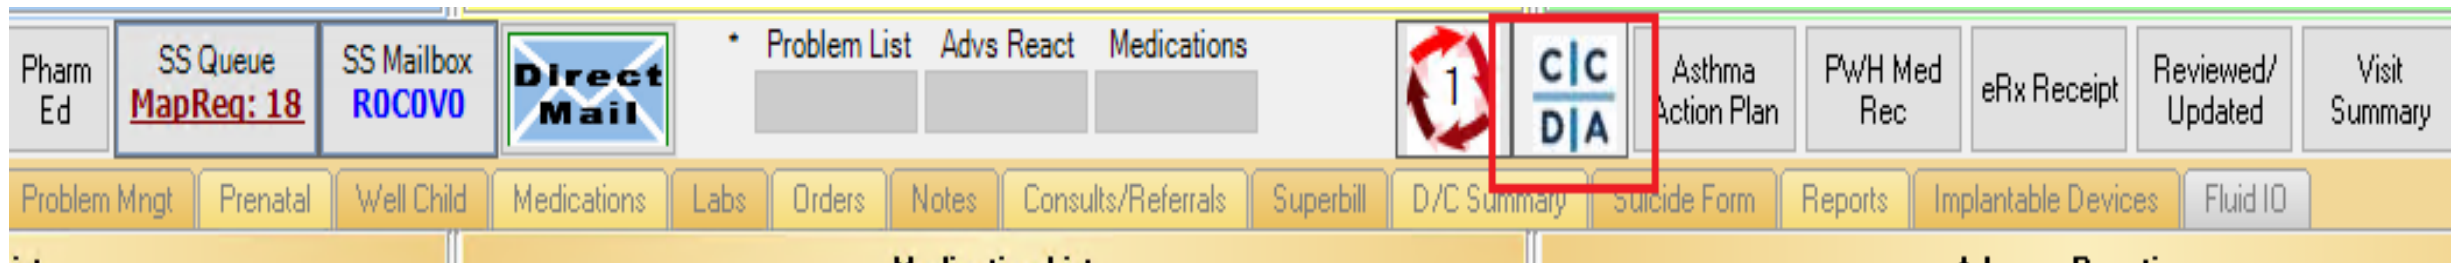 Pharm
Ed
SS Queue
MapReq: 18
SS Mailbox
R0C0V0
Direct
Mail
* Problem List Advs React Medications
1
C|C
D|A
Asthma
Action Plan
PWH Med
Rec
eRx Receipt
Reviewed/
Updated
Visit
Summary
Problem Mngt Prenatal Well Child Medications Labs Orders Notes Consults/Referrals Superbill D/C Summary Suicide Form Reports Implantable Devices Fluid IO